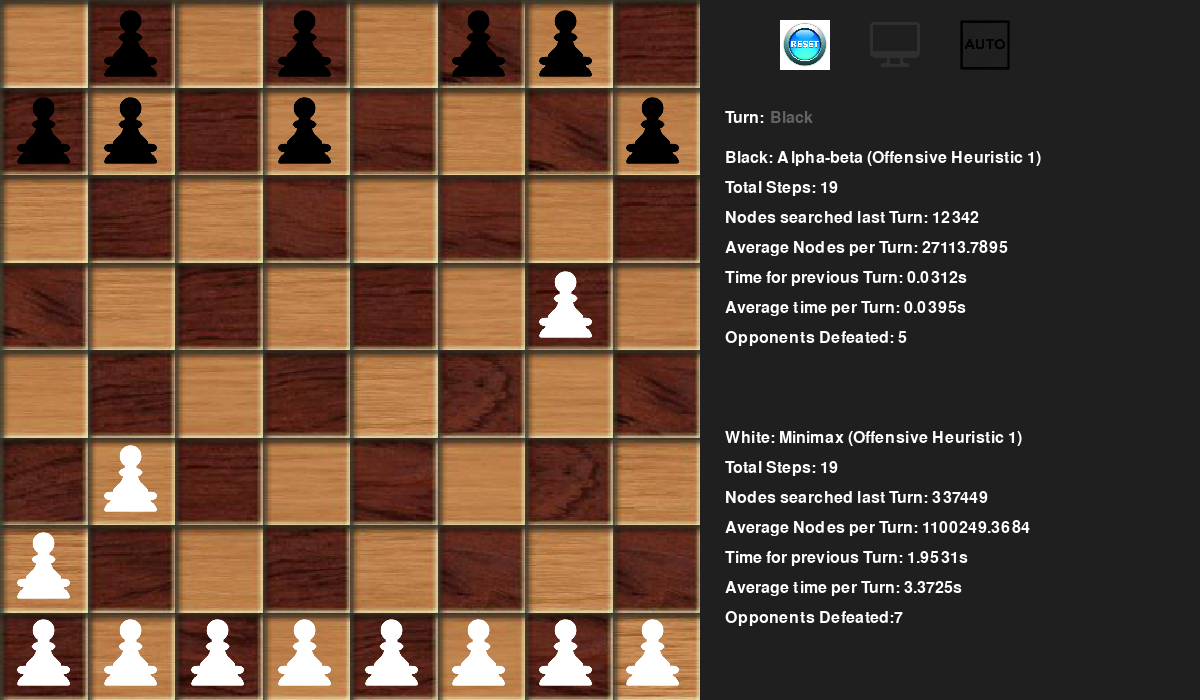 RESET
AUTO
Turn: Black
Black: Alpha-beta (Offensive Heuristic 1)
Total Steps: 19
Nodes searched last Turn: 12342
Average Nodes per Turn: 27113.7895
Time for previous Turn: 0.0312s
Average time per Turn: 0.0395s
Opponents Defeated: 5
White: Minimax (Offensive Heuristic 1)
Total Steps: 19
Nodes searched last Turn: 337449
Average Nodes per Turn: 1100249.3684
Time for previous Turn: 1.9531s
Average time per Turn: 3.3725s
Opponents Defeated:7